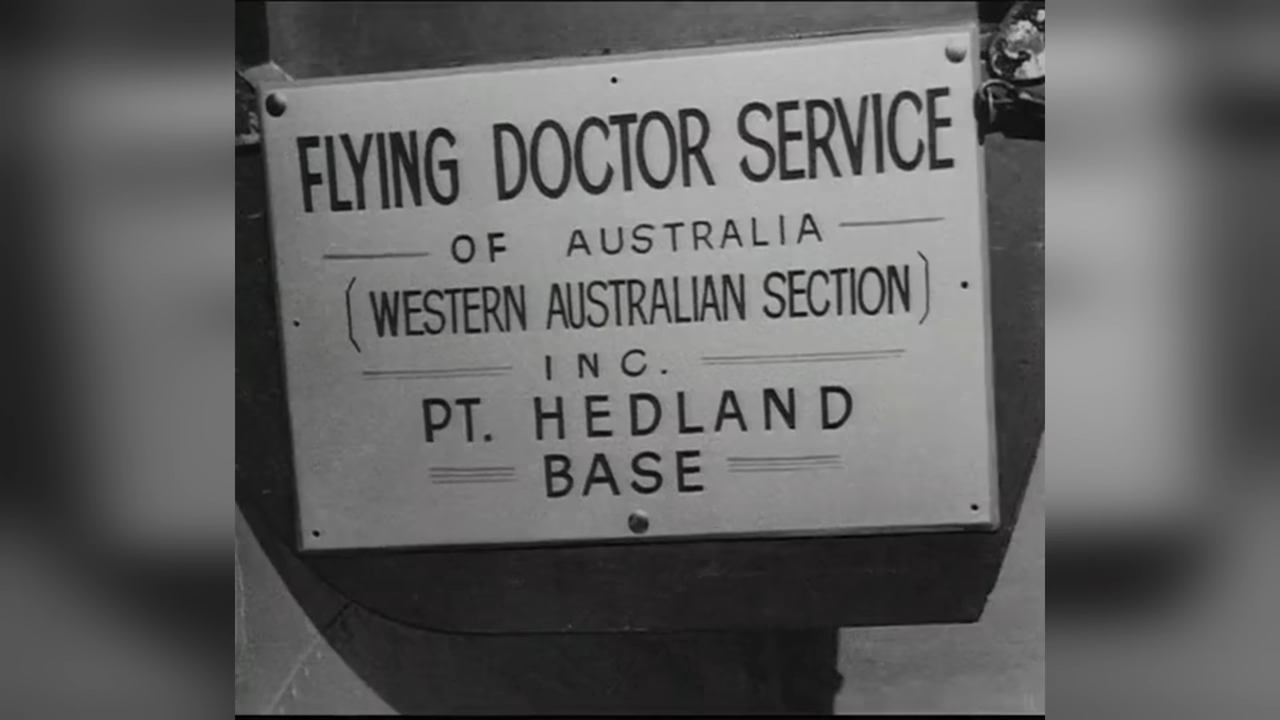 FLYING DOCTOR SERVICE
OF AUSTRALIA
(WESTERN AUSTRALIAN SECTION)
INC.
PT. HEDLAND
BASE